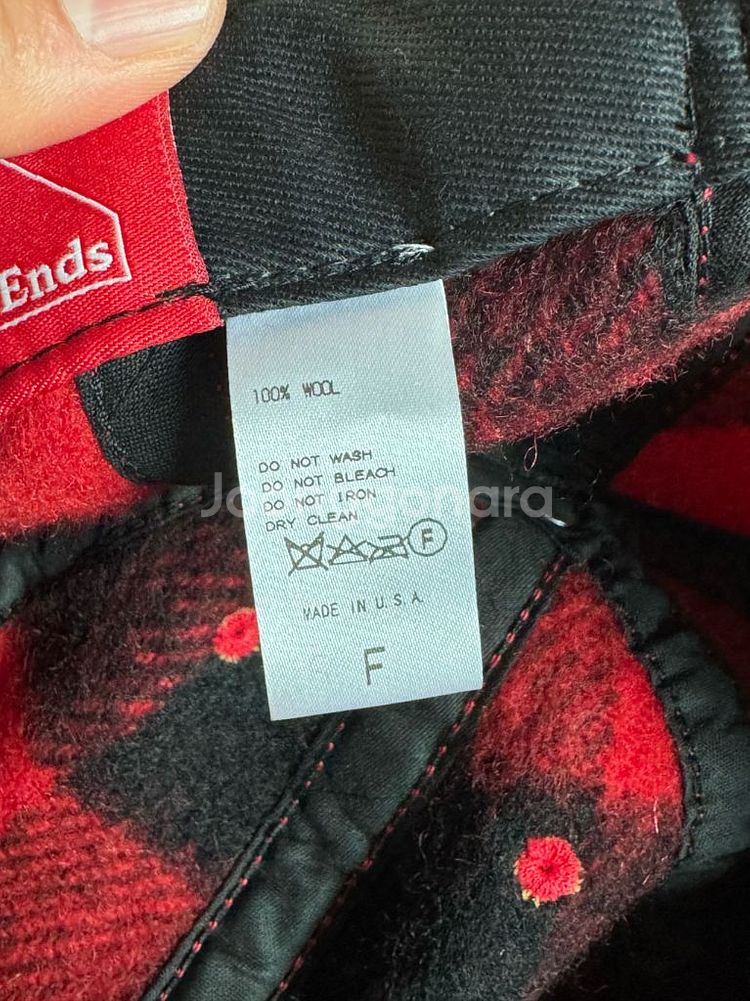 Ends
100% WOOL
DO NOT WASH
DO NOT BLEACH
DO NOT IRON
DRY CLEAN
F
MADE IN U.S.A.
F